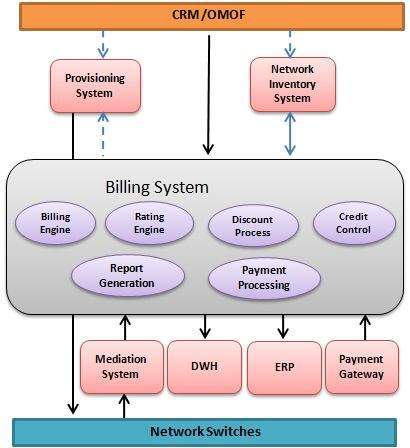 CRM/OMOF
Provisioning
System
Network
Inventory
System
Billing System
Billing
Engine
Rating
Engine
Discount
Process
Credit
Control
Report
Generation
Payment
Processing
Mediation
System
DWH
ERP
Payment
Gateway
Network Switches